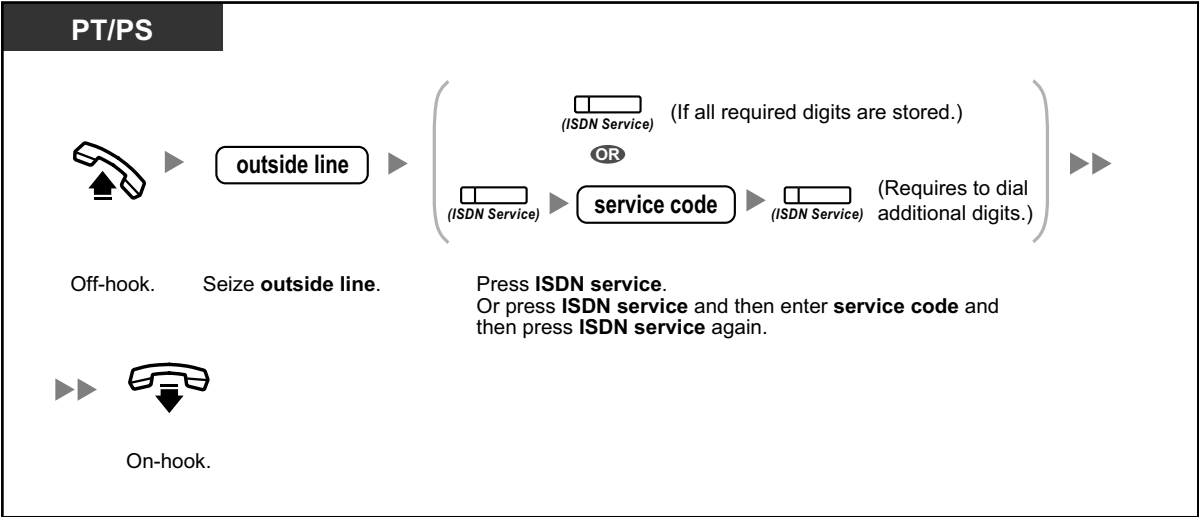 PT/PS
(ISDN Service) (If all required digits are stored.)
OR
outside line
(ISDN Service) service code (ISDN Service) (Requires to dial
additional digits.)
Off-hook. Seize outside line. Press ISDN service.
Or press ISDN service and then enter service code and
then press ISDN service again.
On-hook.